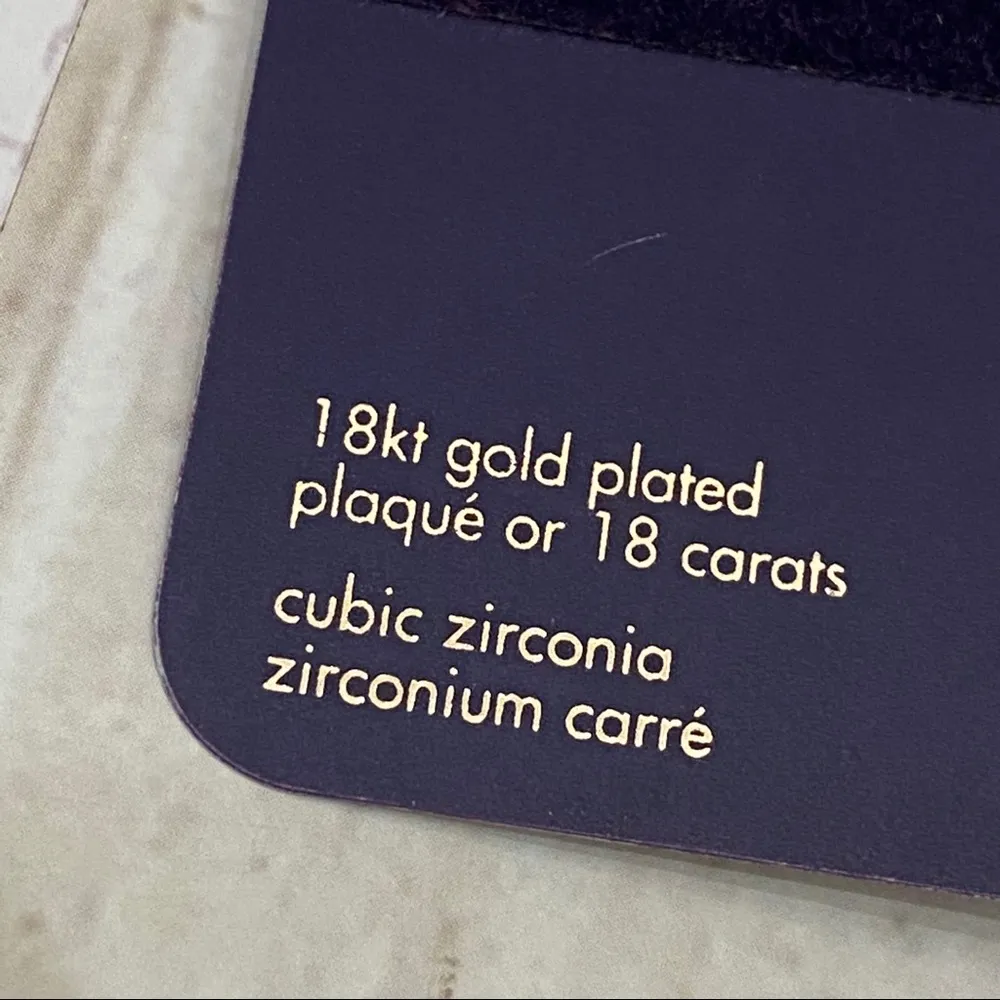 18kt gold plated
plaqué or 18 carats
cubic zirconia
zirconium carré